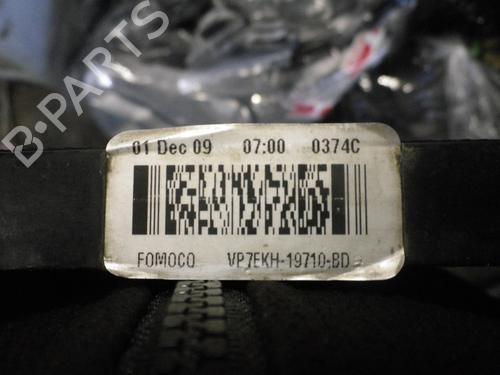 B-PARTS
01 Dec 09 07:00 0374C
FOMOCO VP7EKH-19710-BD